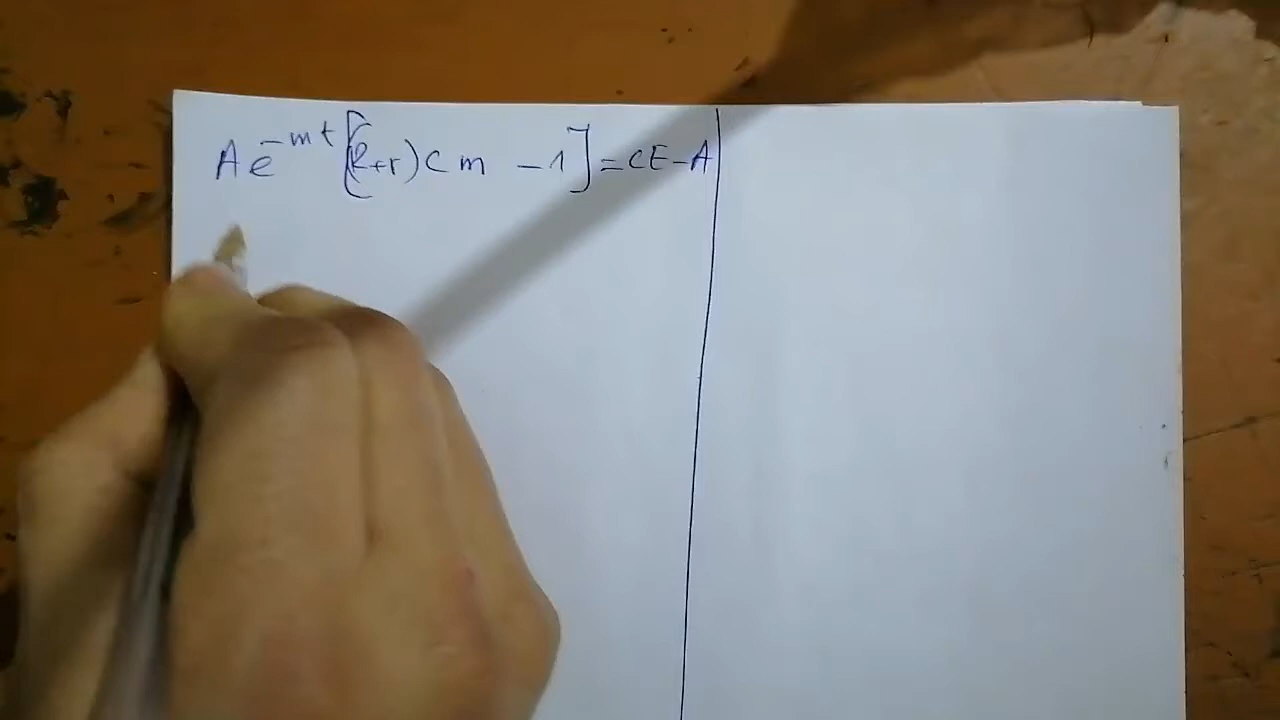 A e^{-mt} [(R+r) C m - 1] = CE - A